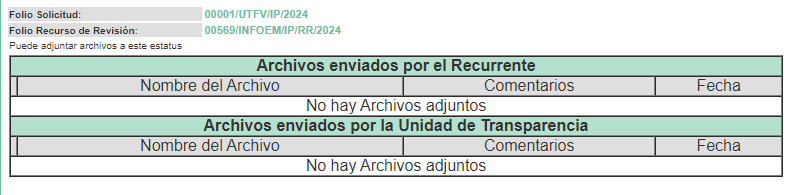 Folio Solicitud: 00001/UTFV/IP/2024
Folio Recurso de Revisión: 00569/INFOEM/IP/RR/2024
Puede adjuntar archivos a este estatus
Archivos enviados por el Recurrente
Nombre del Archivo Comentarios Fecha
No hay Archivos adjuntos
Archivos enviados por la Unidad de Transparencia
Nombre del Archivo Comentarios Fecha
No hay Archivos adjuntos